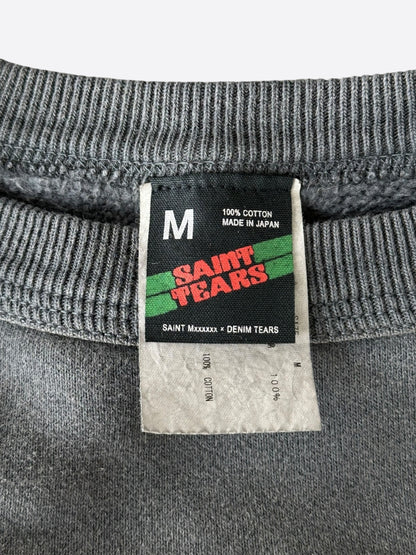 M
100% COTTON
MADE IN JAPAN
SAINT
TEARS
SAINT Mxxxxxx × DENIM TEARS
M
100%
100% COTTON